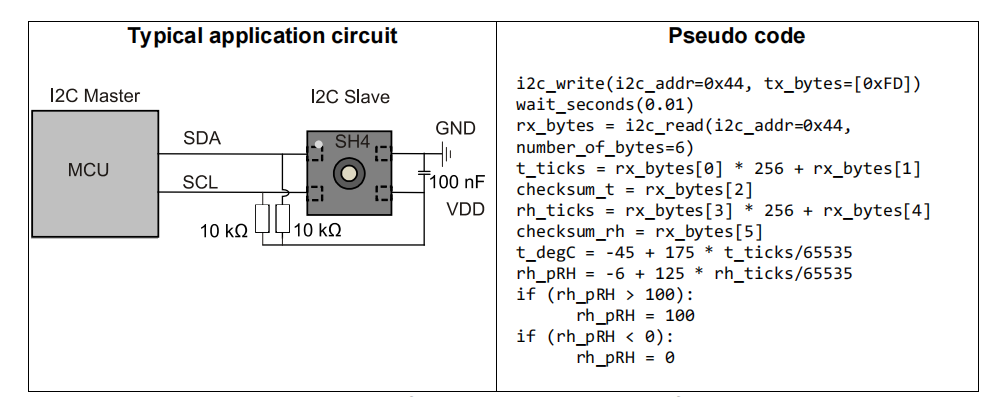 Typical application circuit
I2C Master
I2C Slave
MCU
SDA
SCL
SH4
GND
100 nF
VDD
10 kΩ
10 kΩ
Pseudo code
i2c_write(i2c_addr=0x44, tx_bytes=[0xFD])
wait_seconds(0.01)
rx_bytes = i2c_read(i2c_addr=0x44,
number_of_bytes=6)
t_ticks = rx_bytes[0] * 256 + rx_bytes[1]
checksum_t = rx_bytes[2]
rh_ticks = rx_bytes[3] * 256 + rx_bytes[4]
checksum_rh = rx_bytes[5]
t_degC = -45 + 175 * t_ticks/65535
rh_pRH = -6 + 125 * rh_ticks/65535
if (rh_pRH > 100):
rh_pRH = 100
if (rh_pRH < 0):
rh_pRH = 0